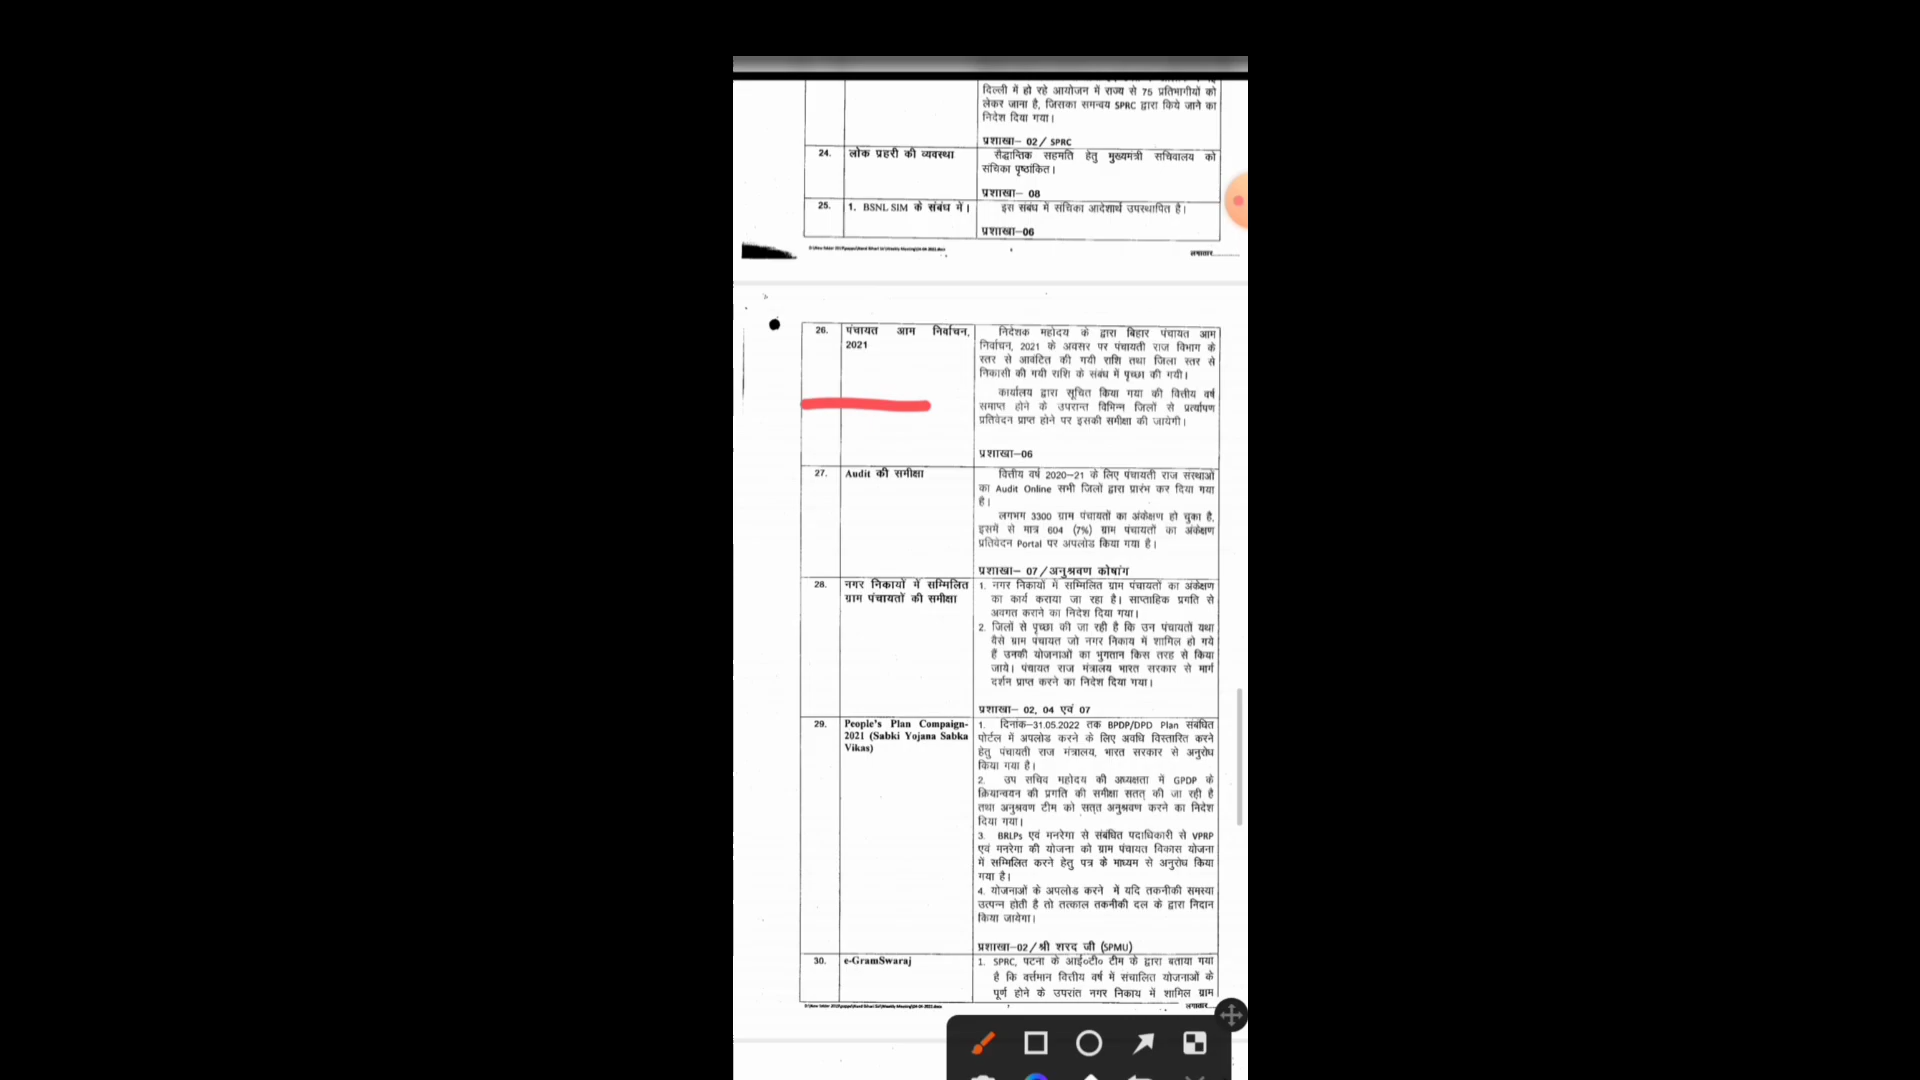 दिल्ली में हो रहे आयोजन में राज्य से 75 प्रतिभागीयों को
लेकर जाना है, जिसका समन्वय SPRC द्वारा किये जाने का
निदेश दिया गया।
प्रशाखा– 02 / SPRC
24. लोक प्रहरी की व्यवस्था
सैद्धान्तिक सहमति हेतु मुख्यमंत्री सचिवालय को
संचिका पृष्ठांकित।
प्रशाखा– 08
25. 1. BSNL SIM के संबंध में।
इस संबंध में संचिका आदेशार्थ उपस्थापित है।
प्रशाखा–06
लगातार
26. पंचायत आम निर्वाचन,
2021
निदेशक महोदय के द्वारा बिहार पंचायत आम
निर्वाचन, 2021 के अवसर पर पंचायती राज विभाग के
स्तर से आवंटित की गयी राशि तथा जिला स्तर से
निकासी की गयी राशि के संबंध में पृच्छा की गयी।
कार्यालय द्वारा सूचित किया गया की वित्तीय वर्ष
समाप्त होने के उपरान्त विभिन्न जिलों से प्रत्यार्पण
प्रतिवेदन प्राप्त होने पर इसकी समीक्षा की जायेगी।
प्रशाखा–06
27. Audit की समीक्षा
वित्तीय वर्ष 2020–21 के लिए पंचायती राज संस्थाओं
का Audit Online सभी जिलों द्वारा प्रारंभ कर दिया गया
है।
लगभग 3300 ग्राम पंचायतों का अंकेक्षण हो चुका है,
इसमें से मात्र 604 (7%) ग्राम पंचायतों का अंकेक्षण
प्रतिवेदन Portal पर अपलोड किया गया है।
प्रशाखा– 07 / अनुश्रवण कोषांग
28. नगर निकायों में सम्मिलित
ग्राम पंचायतों की समीक्षा
1. नगर निकायों में सम्मिलित ग्राम पंचायतों का अंकेक्षण
का कार्य कराया जा रहा है। साप्ताहिक प्रगति से
अवगत कराने का निदेश दिया गया।
2. जिलों से पृच्छा की जा रही है कि उन पंचायतों यथा
वैसे ग्राम पंचायत जो नगर निकाय में शामिल हो गये
हैं उनकी योजनाओं का भुगतान किस तरह से किया
जाये। पंचायत राज मंत्रालय भारत सरकार से मार्ग
दर्शन प्राप्त करने का निदेश दिया गया।
प्रशाखा– 02, 04 एवं 07
29. People's Plan Compaign-
2021 (Sabki Yojana Sabka
Vikas)
1. दिनांक–31.05.2022 तक BPDP/DPD Plan संबंधित
पोर्टल में अपलोड करने के लिए अवधि विस्तारित करने
हेतु पंचायती राज मंत्रालय, भारत सरकार से अनुरोध
किया गया है।
2. उप सचिव महोदय की अध्यक्षता में GPDP के
क्रियान्वयन की प्रगति की समीक्षा सतत् की जा रही है
तथा अनुश्रवण टीम को सत्त अनुश्रवण करने का निदेश
दिया गया।
3. BRLPs एवं मनरेगा से संबंधित पदाधिकारी से VPRP
एवं मनरेगा की योजना को ग्राम पंचायत विकास योजना
में सम्मिलित करने हेतु पत्र के माध्यम से अनुरोध किया
गया है।
4. योजनाओं के अपलोड करने में यदि तकनीकी समस्या
उत्पन्न होती है तो तत्काल तकनीकी दल के द्वारा निदान
किया जायेगा।
प्रशाखा–02 / श्री शरद जी (SPMU)
30. e-GramSwaraj
1. SPRC, पटना के आई०टी० टीम के द्वारा बताया गया
है कि वर्त्तमान वित्तीय वर्ष में संचालित योजनाओं के
पूर्ण होने के उपरांत नगर निकाय में शामिल ग्राम
लगातार